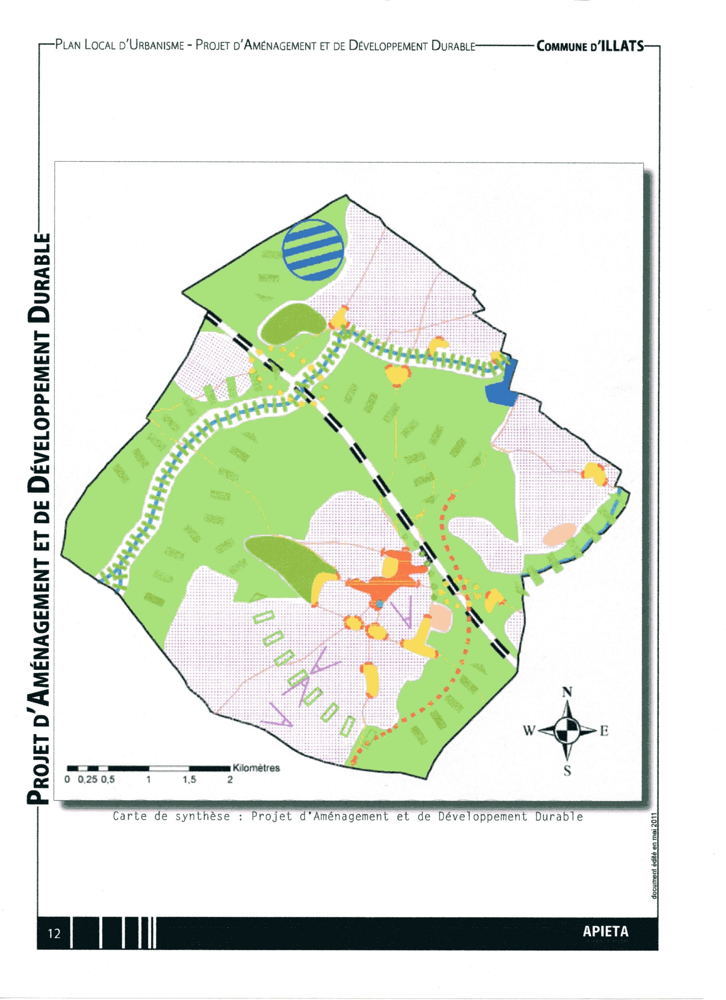 PLAN LOCAL D'URBANISME - PROJET D'AMÉNAGEMENT ET DE DÉVELOPPEMENT DURABLE
COMMUNE D'ILLATS
PROJET D'AMÉNAGEMENT ET DE DÉVELOPPEMENT DURABLE
N
W E
S
Kilomètres
0 0,25 0,5 1 1,5 2
Carte de synthèse : Projet d'Aménagement et de Développement Durable
document édité en mai 2011
12
APIETA